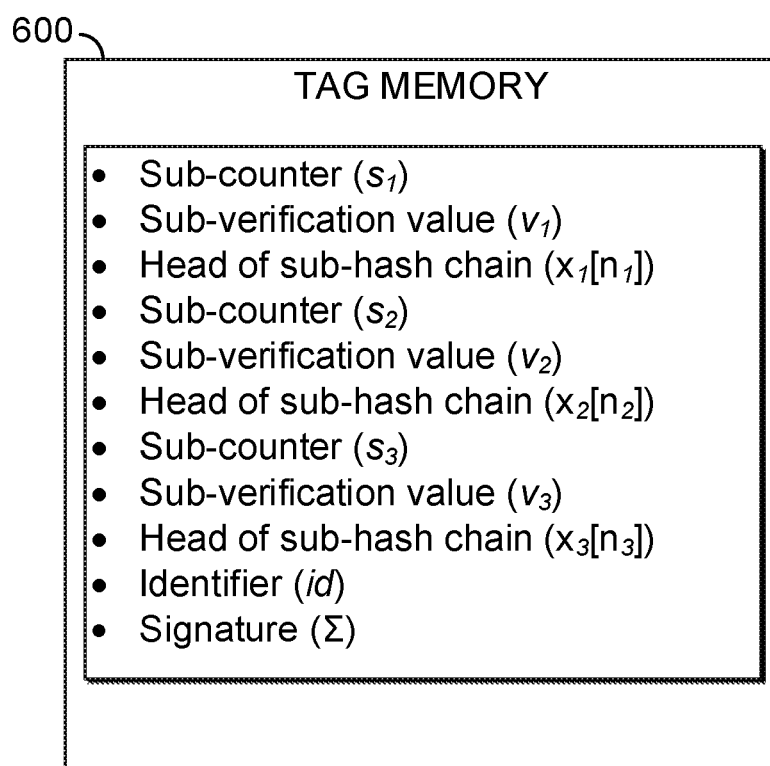 600
TAG MEMORY
• Sub-counter (s₁)
• Sub-verification value (v₁)
• Head of sub-hash chain (x₁[n₁])
• Sub-counter (s₂)
• Sub-verification value (v₂)
• Head of sub-hash chain (x₂[n₂])
• Sub-counter (s₃)
• Sub-verification value (v₃)
• Head of sub-hash chain (x₃[n₃])
• Identifier (id)
• Signature (Σ)